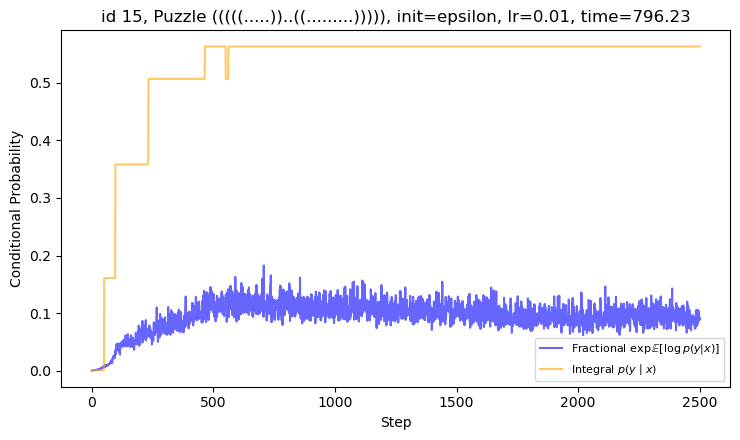 id 15, Puzzle (((((.....))..((.........))))), init=epsilon, lr=0.01, time=796.23
Conditional Probability
0.5
0.4
0.3
0.2
0.1
0.0
Fractional exp𝔼[log p(y|x)]
Integral p(y | x)
0 500 1000 1500 2000 2500
Step